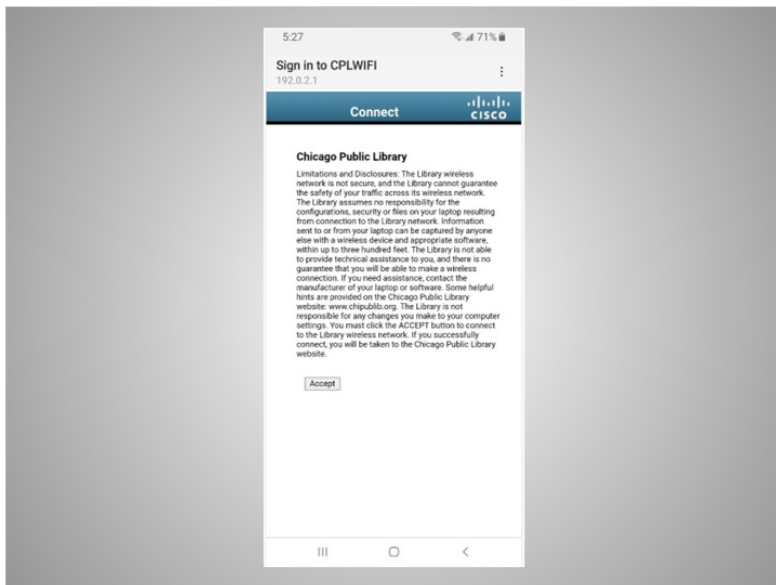 5:27 71%
Sign in to CPLWIFI
192.0.2.1
Connect CISCO
Chicago Public Library
Limitations and Disclosures: The Library wireless
network is not secure, and the Library cannot guarantee
the safety of your traffic across its wireless network.
The Library assumes no responsibility for the
configurations, security or files on your laptop resulting
from connection to the Library network. Information
sent to or from your laptop can be captured by anyone
else with a wireless device and appropriate software,
within up to three hundred feet. The Library is not able
to provide technical assistance to you, and there is no
guarantee that you will be able to make a wireless
connection. If you need assistance, contact the
manufacturer of your laptop or software. Some helpful
hints are provided on the Chicago Public Library
website: www.chipublib.org. The Library is not
responsible for any changes you make to your computer
settings. You must click the ACCEPT button to connect
to the Library wireless network. If you successfully
connect, you will be taken to the Chicago Public Library
website.
Accept